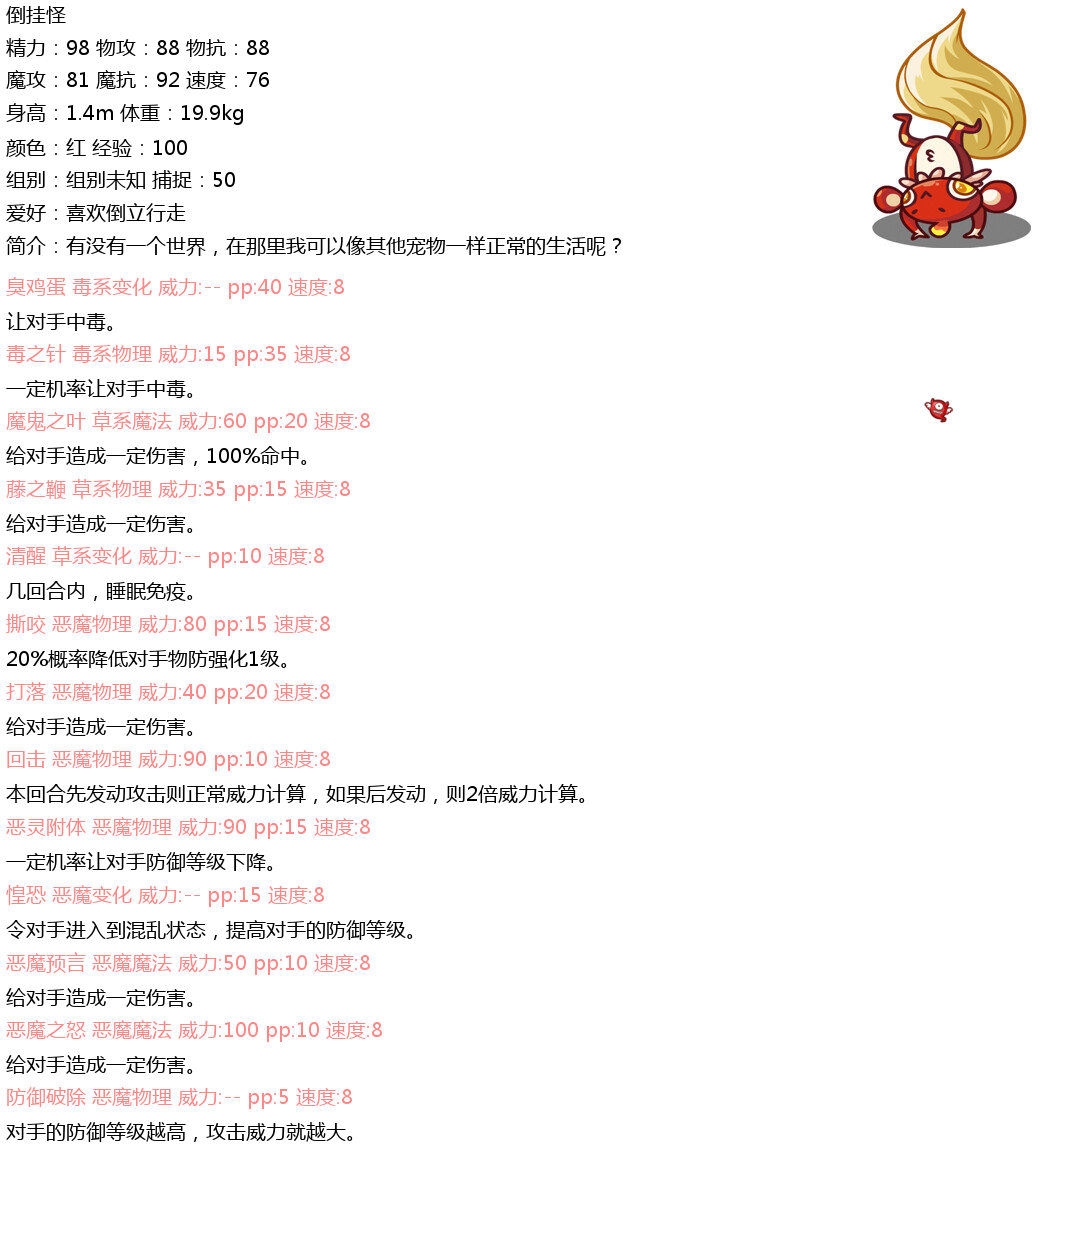 倒挂怪
精力：98 物攻：88 物抗：88
魔攻：81 魔抗：92 速度：76
身高：1.4m 体重：19.9kg
颜色：红 经验：100
组别：组别未知 捕捉：50
爱好：喜欢倒立行走
简介：有没有一个世界，在那里我可以像其他宠物一样正常的生活呢？
臭鸡蛋 毒系变化 威力:-- pp:40 速度:8
让对手中毒。
毒之针 毒系物理 威力:15 pp:35 速度:8
一定机率让对手中毒。
魔鬼之叶 草系魔法 威力:60 pp:20 速度:8
给对手造成一定伤害，100%命中。
藤之鞭 草系物理 威力:35 pp:15 速度:8
给对手造成一定伤害。
清醒 草系变化 威力:-- pp:10 速度:8
几回合内，睡眠免疫。
撕咬 恶魔物理 威力:80 pp:15 速度:8
20%概率降低对手物防强化1级。
打落 恶魔物理 威力:40 pp:20 速度:8
给对手造成一定伤害。
回击 恶魔物理 威力:90 pp:10 速度:8
本回合先发动攻击则正常威力计算，如果后发动，则2倍威力计算。
恶灵附体 恶魔物理 威力:90 pp:15 速度:8
一定机率让对手防御等级下降。
惶恐 恶魔变化 威力:-- pp:15 速度:8
令对手进入到混乱状态，提高对手的防御等级。
恶魔预言 恶魔魔法 威力:50 pp:10 速度:8
给对手造成一定伤害。
恶魔之怒 恶魔魔法 威力:100 pp:10 速度:8
给对手造成一定伤害。
防御破除 恶魔物理 威力:-- pp:5 速度:8
对手的防御等级越高，攻击威力就越大。